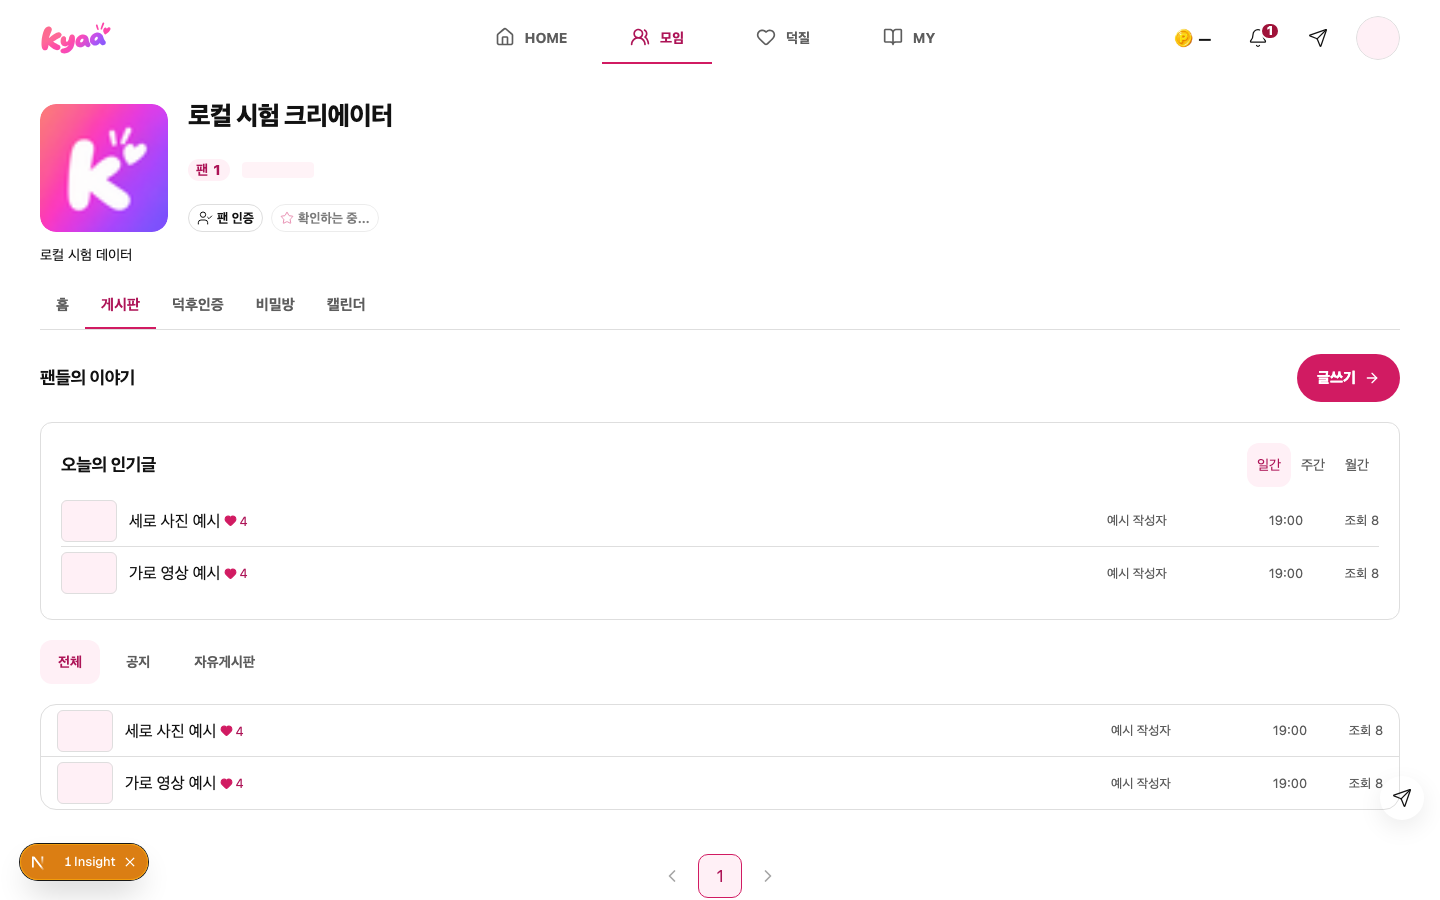 kyaa
HOME
모임
덕질
MY
–
1
로컬 시험 크리에이터
팬 1
팬 인증
확인하는 중...
로컬 시험 데이터
홈
게시판
덕후인증
비밀방
캘린더
팬들의 이야기
글쓰기
오늘의 인기글
일간
주간
월간
세로 사진 예시 4 예시 작성자 19:00 조회 8
가로 영상 예시 4 예시 작성자 19:00 조회 8
전체
공지
자유게시판
세로 사진 예시 4 예시 작성자 19:00 조회 8
가로 영상 예시 4 예시 작성자 19:00 조회 8
1 Insight
1